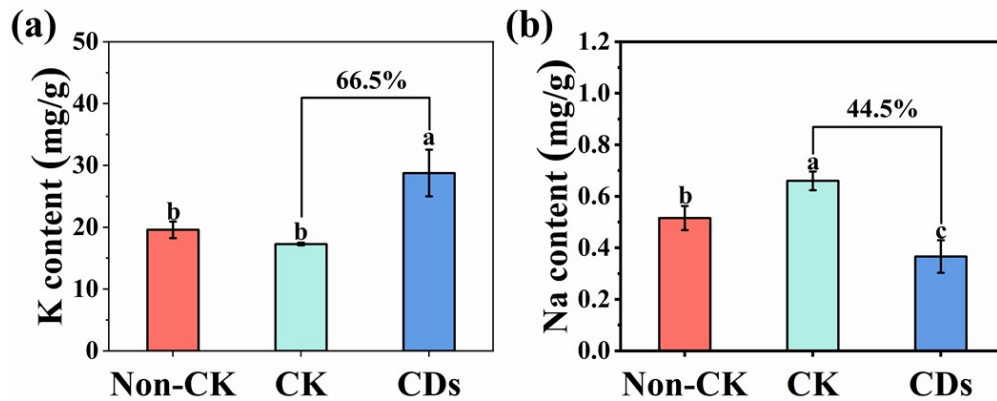 (a)
K content (mg/g)
50
40
30
20
10
0
66.5%
b
b
a
Non-CK
CK
CDs
(b)
Na content (mg/g)
1.2
1.0
0.8
0.6
0.4
0.2
0.0
44.5%
b
a
c
Non-CK
CK
CDs